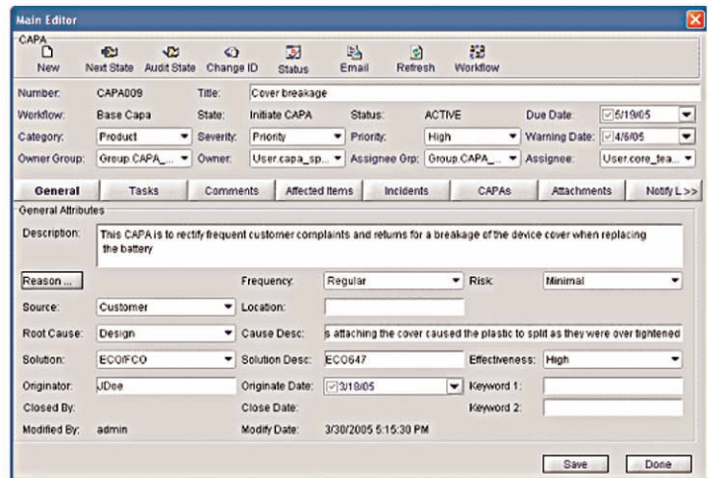 Main Editor
CAPA
New Next State Audit State Change ID Status Email Refresh Workflow
Number: CAPA009 Title: Cover breakage
Workflow: Base Capa State: Initiate CAPA Status: ACTIVE Due Date: 5/19/05
Category: Product Severity: Priority Priority: High Warning Date: 4/6/05
Owner Group: Group.CAPA_... Owner: User.capa_sp... Assignee Grp: Group.CAPA_... Assignee: User.core_tea...
General Tasks Comments Affected Items Incidents CAPAs Attachments Notify L >>
General Attributes
Description: This CAPA is to rectify frequent customer complaints and returns for a breakage of the device cover when replacing
the battery
Reason ... Frequency: Regular Risk: Minimal
Source: Customer Location:
Root Cause: Design Cause Desc: s attaching the cover caused the plastic to split as they were over tightened
Solution: ECO/FCO Solution Desc: ECO647 Effectiveness: High
Originator: JDoe Originate Date: 3/18/05 Keyword 1:
Closed By: Close Date: Keyword 2:
Modified By: admin Modify Date: 3/30/2005 5:15:30 PM
Save Done